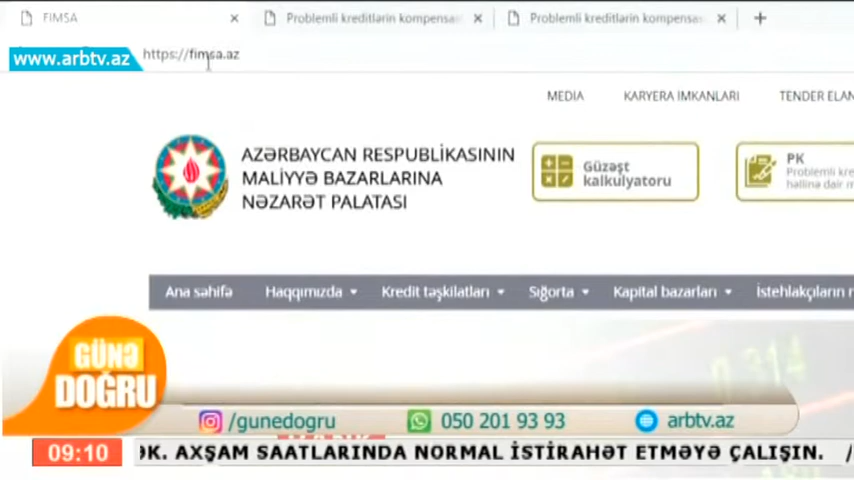 FIMSA
Problemli kreditlərin kompensas
Problemli kreditlərin kompensas
www.arbtv.az
https://fimsa.az
MEDIA
KARYERA İMKANLARI
TENDER ELAN
AZƏRBAYCAN RESPUBLİKASININ
MALİYYƏ BAZARLARINA
NƏZARƏT PALATASI
Güzəşt
kalkulyatoru
PK
Problemli kre
həllinə dair m
Ana səhifə
Haqqımızda
Kredit təşkilatları
Sığorta
Kapital bazarları
İstehlakçıların
GÜNƏ
DOĞRU
/gunedogru
050 201 93 93
arbtv.az
09:10
ƏK. AXŞAM SAATLARINDA NORMAL İSTİRAHƏT ETMƏYƏ ÇALIŞIN. /